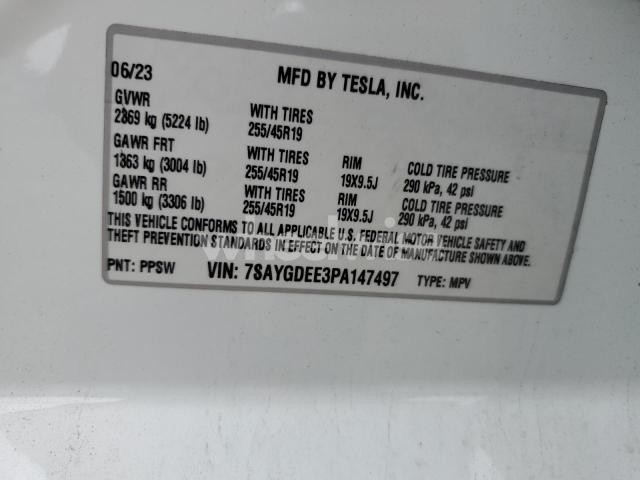 06/23 MFD BY TESLA, INC.
GVWR WITH TIRES
2369 kg (5224 lb) 255/45R19
GAWR FRT WITH TIRES RIM COLD TIRE PRESSURE
1363 kg (3004 lb) 255/45R19 19X9.5J 290 kPa, 42 psi
GAWR RR WITH TIRES RIM COLD TIRE PRESSURE
1500 kg (3306 lb) 255/45R19 19X9.5J 290 kPa, 42 psi
THIS VEHICLE CONFORMS TO ALL APPLICABLE U.S. FEDERAL MOTOR VEHICLE SAFETY AND
THEFT PREVENTION STANDARDS IN EFFECT ON THE DATE OF MANUFACTURE SHOWN ABOVE.
PNT: PPSW VIN: 7SAYGDEE3PA147497 TYPE: MPV